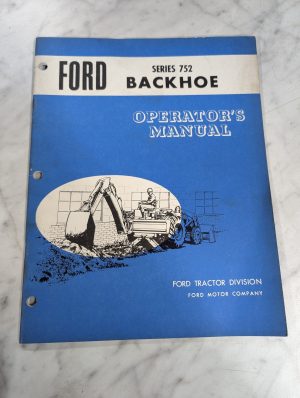 FORD
SERIES 752
BACKHOE
OPERATOR'S
MANUAL
FORD TRACTOR DIVISION
FORD MOTOR COMPANY